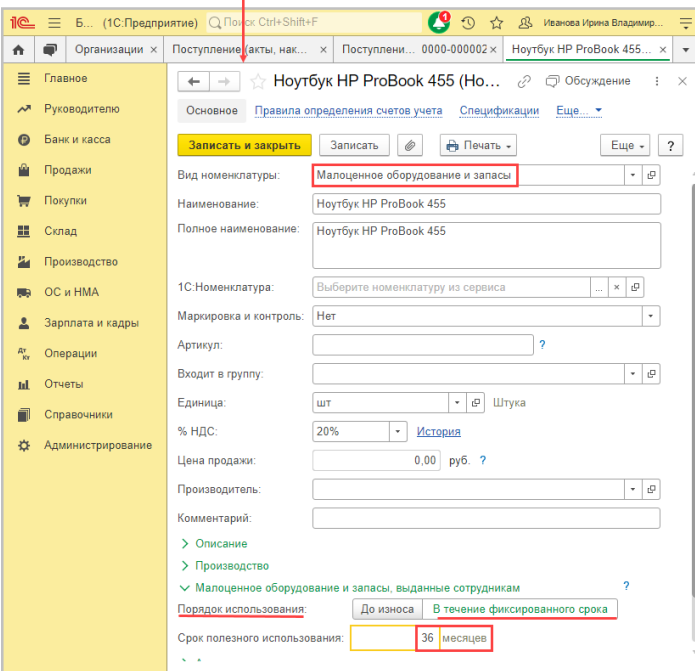 1С Б... (1С:Предприятие) Поиск Ctrl+Shift+F 9 Иванова Ирина Владимир...
Организации × Поступление (акты, нак... × Поступлени... 0000-000002 × Ноутбук HP ProBook 455... ×
Главное
Руководителю
Банк и касса
Продажи
Покупки
Склад
Производство
ОС и НМА
Зарплата и кадры
Операции
Отчеты
Справочники
Администрирование
Ноутбук HP ProBook 455 (Но... Обсуждение
Основное Правила определения счетов учета Спецификации Еще...
Записать и закрыть Записать Печать Еще ?
Вид номенклатуры: Малоценное оборудование и запасы
Наименование: Ноутбук HP ProBook 455
Полное наименование: Ноутбук HP ProBook 455
1С:Номенклатура: Выберите номенклатуру из сервиса ... ×
Маркировка и контроль: Нет
Артикул: ?
Входит в группу:
Единица: шт Штука
% НДС: 20% История
Цена продажи: 0,00 руб. ?
Производитель:
Комментарий:
Описание
Производство
Малоценное оборудование и запасы, выданные сотрудникам ?
Порядок использования: До износа В течение фиксированного срока
Срок полезного использования: 36 месяцев